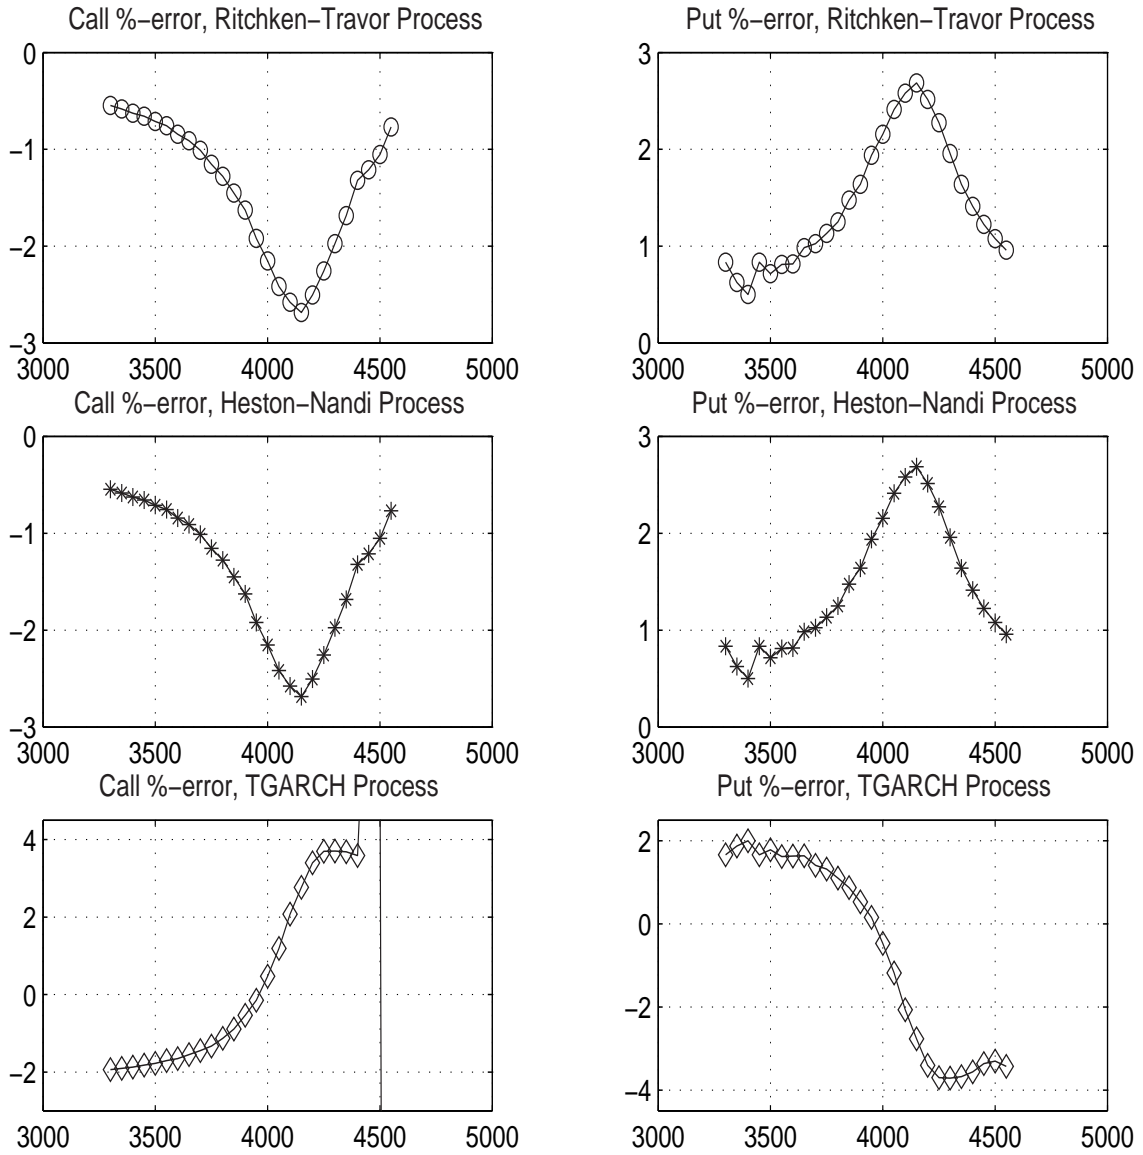 Call %−error, Ritchken−Travor Process
0
−1
−2
−3
3000 3500 4000 4500 5000
Put %−error, Ritchken−Travor Process
3
2
1
0
3000 3500 4000 4500 5000
Call %−error, Heston−Nandi Process
0
−1
−2
−3
3000 3500 4000 4500 5000
Put %−error, Heston−Nandi Process
3
2
1
0
3000 3500 4000 4500 5000
Call %−error, TGARCH Process
4
2
0
−2
3000 3500 4000 4500 5000
Put %−error, TGARCH Process
2
0
−2
−4
3000 3500 4000 4500 5000